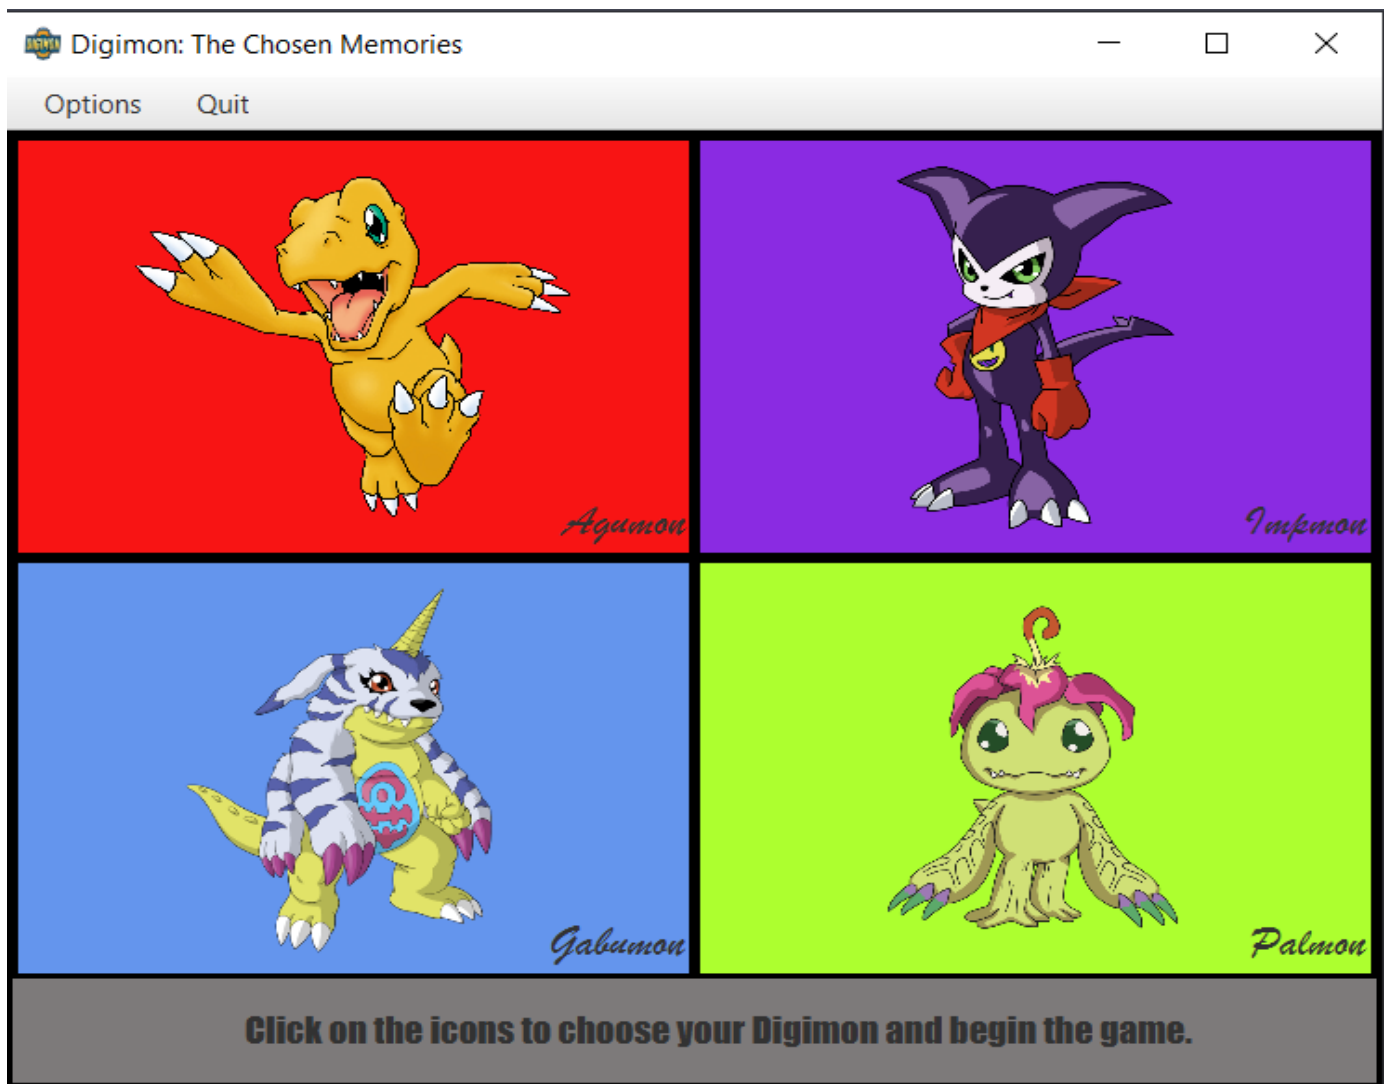 Digimon: The Chosen Memories
Options Quit
Agumon
Impmon
Gabumon
Palmon
Click on the icons to choose your Digimon and begin the game.